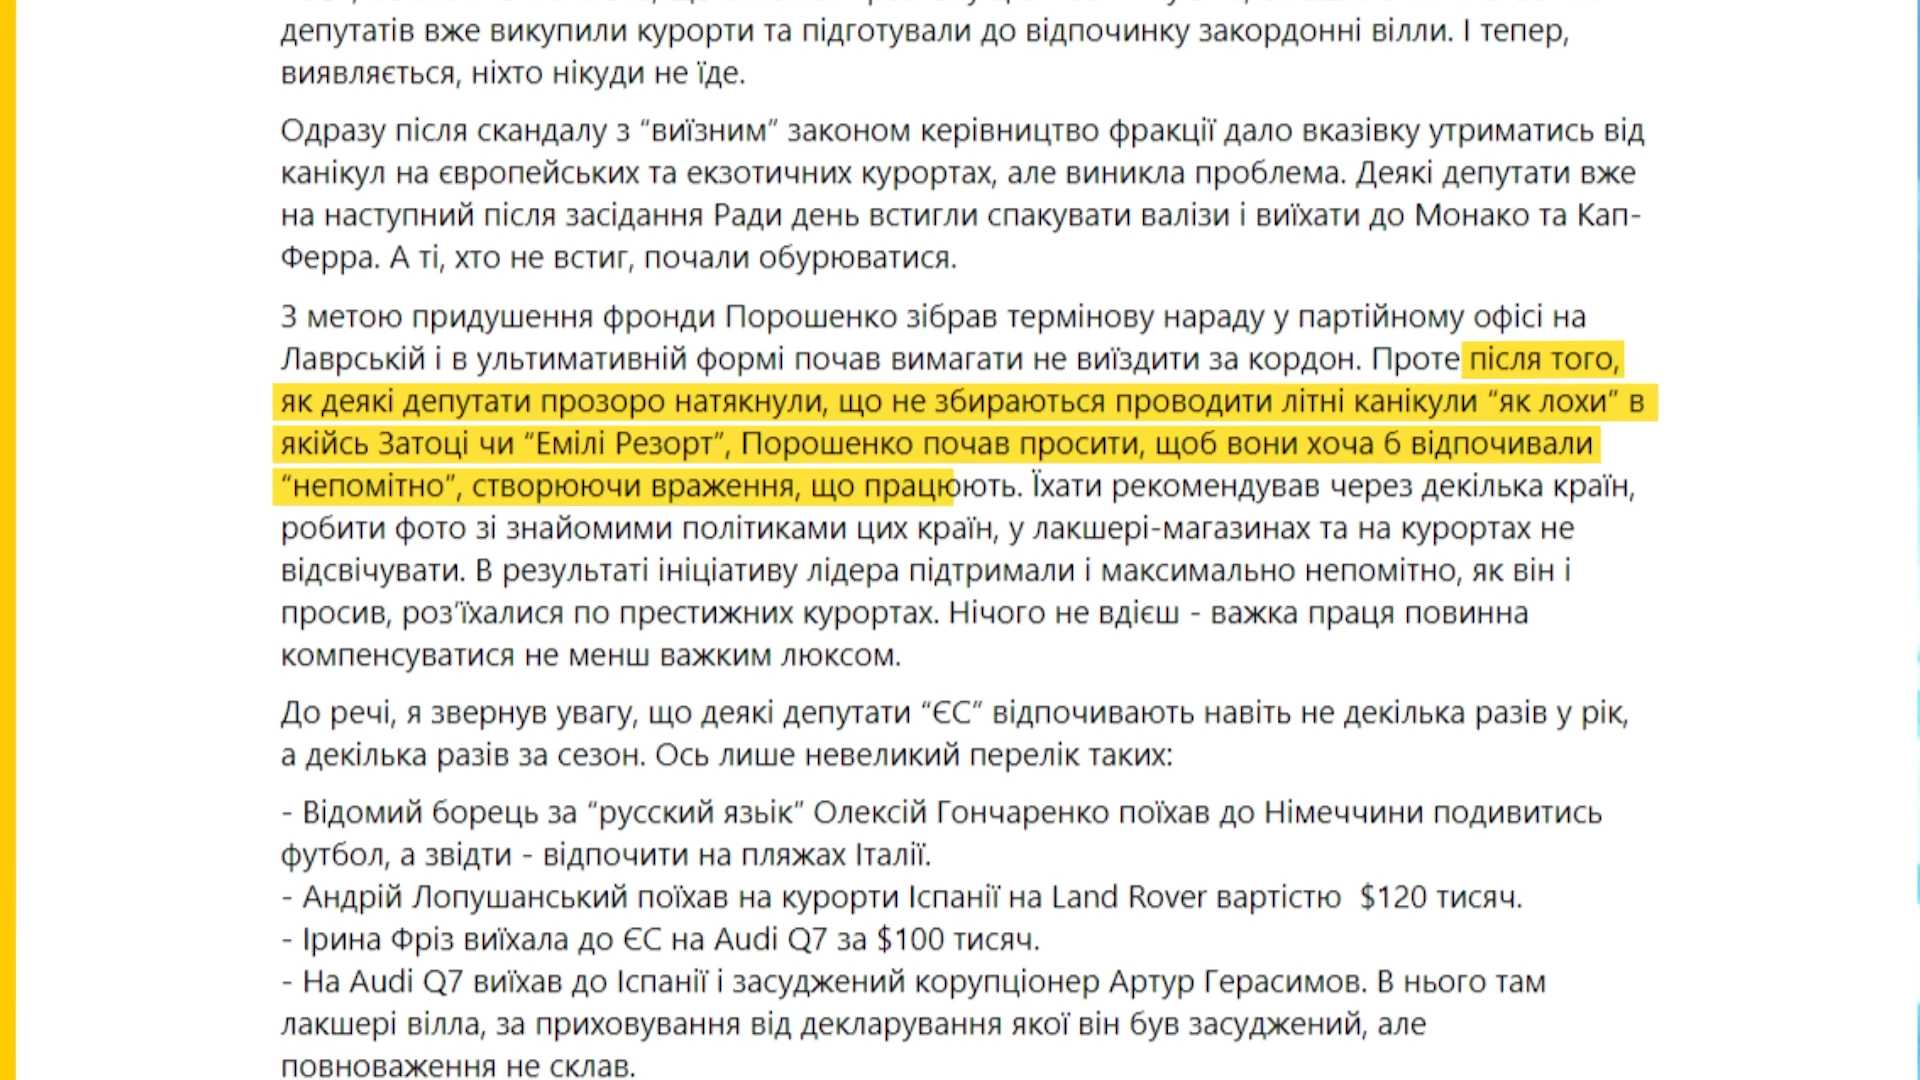 депутатів вже викупили курорти та підготували до відпочинку закордонні вілли. І тепер,
виявляється, ніхто нікуди не їде.
Одразу після скандалу з “виїзним” законом керівництво фракції дало вказівку утриматись від
канікул на європейських та екзотичних курортах, але виникла проблема. Деякі депутати вже
на наступний після засідання Ради день встигли спакувати валізи і виїхати до Монако та Кап-
Ферра. А ті, хто не встиг, почали обурюватися.
З метою придушення фронди Порошенко зібрав термінову нараду у партійному офісі на
Лаврській і в ультимативній формі почав вимагати не виїздити за кордон. Проте після того,
як деякі депутати прозоро натякнули, що не збираються проводити літні канікули “як лохи” в
якійсь Затоці чи “Емілі Резорт”, Порошенко почав просити, щоб вони хоча б відпочивали
“непомітно”, створюючи враження, що працюють. Їхати рекомендував через декілька країн,
робити фото зі знайомими політиками цих країн, у лакшері-магазинах та на курортах не
відсвічувати. В результаті ініціативу лідера підтримали і максимально непомітно, як він і
просив, роз’їхалися по престижних курортах. Нічого не вдієш - важка праця повинна
компенсуватися не менш важким люксом.
До речі, я звернув увагу, що деякі депутати “ЄС” відпочивають навіть не декілька разів у рік,
а декілька разів за сезон. Ось лише невеликий перелік таких:
- Відомий борець за “русский язьік” Олексій Гончаренко поїхав до Німеччини подивитись
футбол, а звідти - відпочити на пляжах Італії.
- Андрій Лопушанський поїхав на курорти Іспанії на Land Rover вартістю  $120 тисяч.
- Ірина Фріз виїхала до ЄС на Audi Q7 за $100 тисяч.
- На Audi Q7 виїхав до Іспанії і засуджений корупціонер Артур Герасимов. В нього там
лакшері вілла, за приховування від декларування якої він був засуджений, але
повноваження не склав.